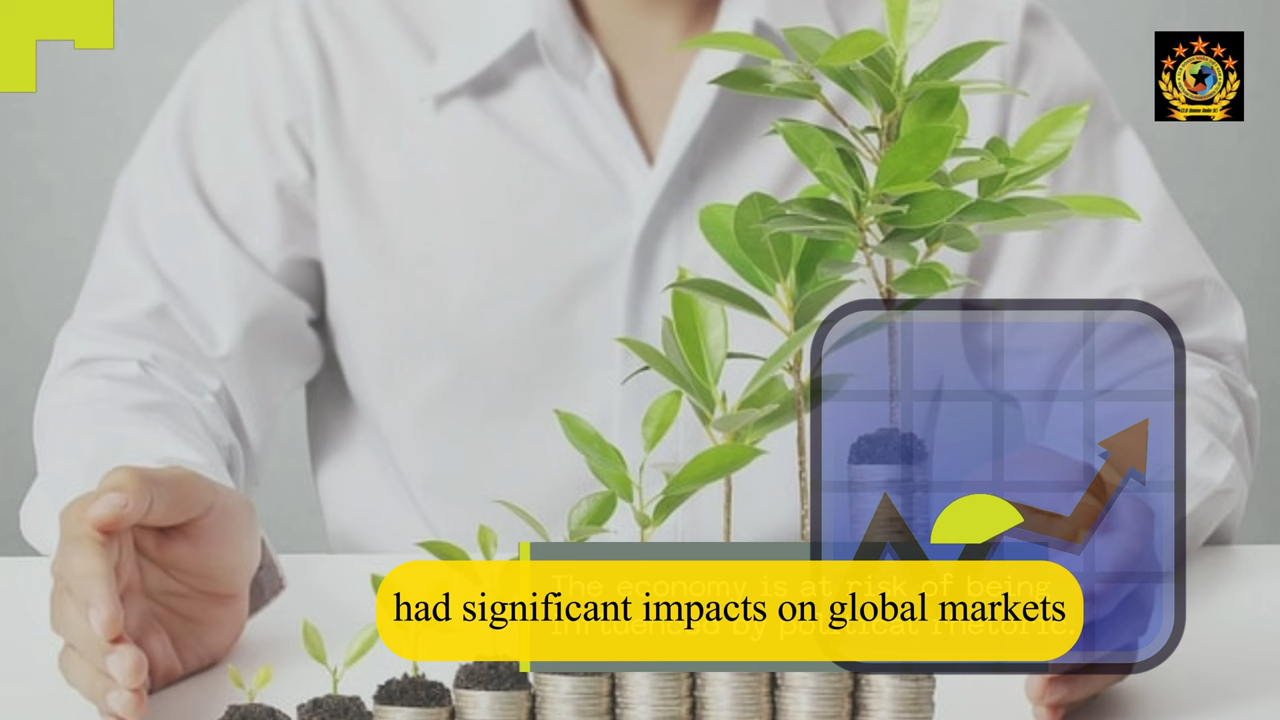 The economy is at risk of being
influenced by political rhetoric.
had significant impacts on global markets